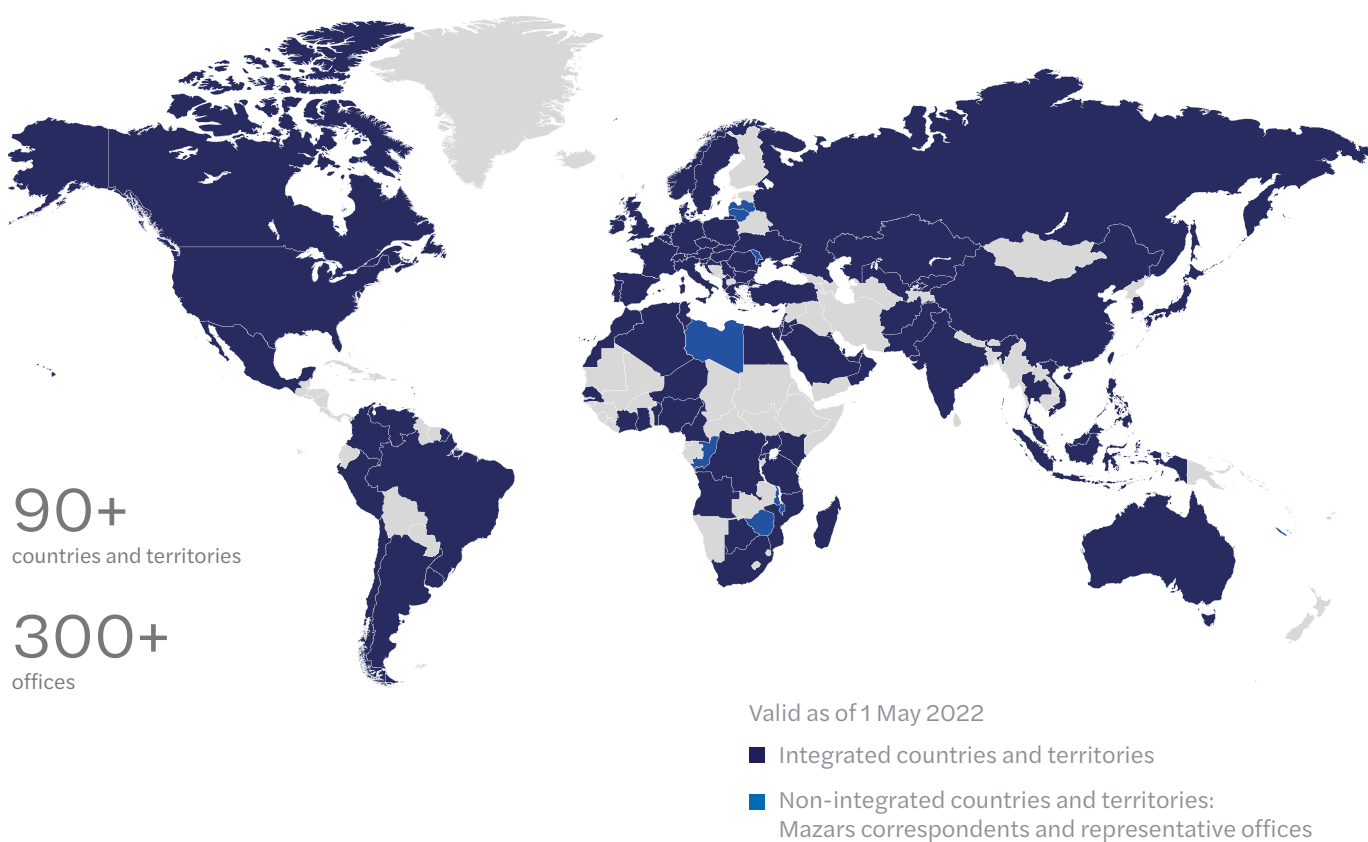 90+
countries and territories
300+
offices
Valid as of 1 May 2022
Integrated countries and territories
Non-integrated countries and territories:
Mazars correspondents and representative offices